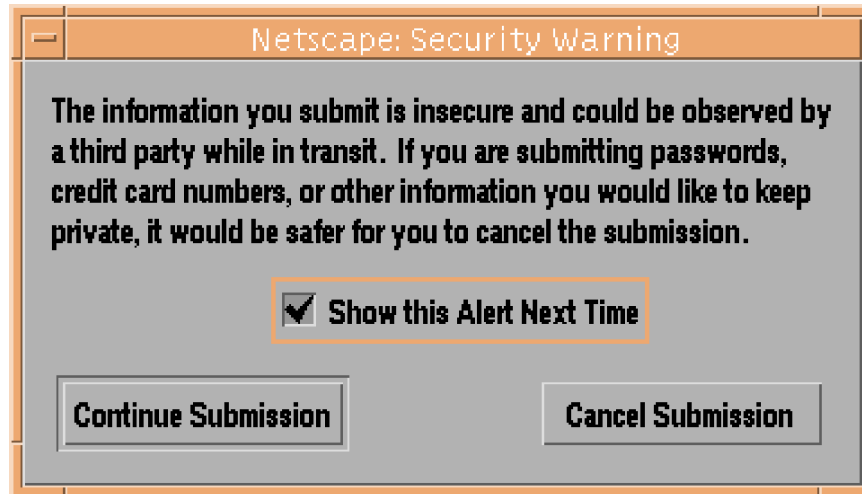 Netscape: Security Warning
The information you submit is insecure and could be observed by
a third party while in transit. If you are submitting passwords,
credit card numbers, or other information you would like to keep
private, it would be safer for you to cancel the submission.
Show this Alert Next Time
Continue Submission
Cancel Submission